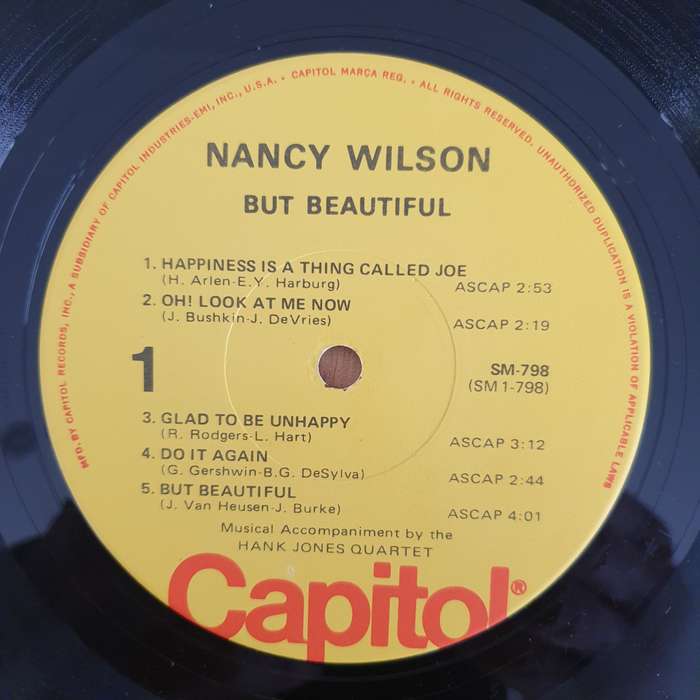 MFD. BY CAPITOL RECORDS, INC., A SUBSIDIARY OF CAPITOL INDUSTRIES-EMI, INC., U.S.A. • CAPITOL MARCA REG. • ALL RIGHTS RESERVED. UNAUTHORIZED DUPLICATION IS A VIOLATION OF APPLICABLE LAWS
NANCY WILSON
BUT BEAUTIFUL
1. HAPPINESS IS A THING CALLED JOE
(H. Arlen-E.Y. Harburg) ASCAP 2:53
2. OH! LOOK AT ME NOW
(J. Bushkin-J. DeVries) ASCAP 2:19
1
SM-798
(SM 1-798)
3. GLAD TO BE UNHAPPY
(R. Rodgers-L. Hart) ASCAP 3:12
4. DO IT AGAIN
(G. Gershwin-B.G. DeSylva) ASCAP 2:44
5. BUT BEAUTIFUL
(J. Van Heusen-J. Burke) ASCAP 4:01
Musical Accompaniment by the
HANK JONES QUARTET
Capitol®